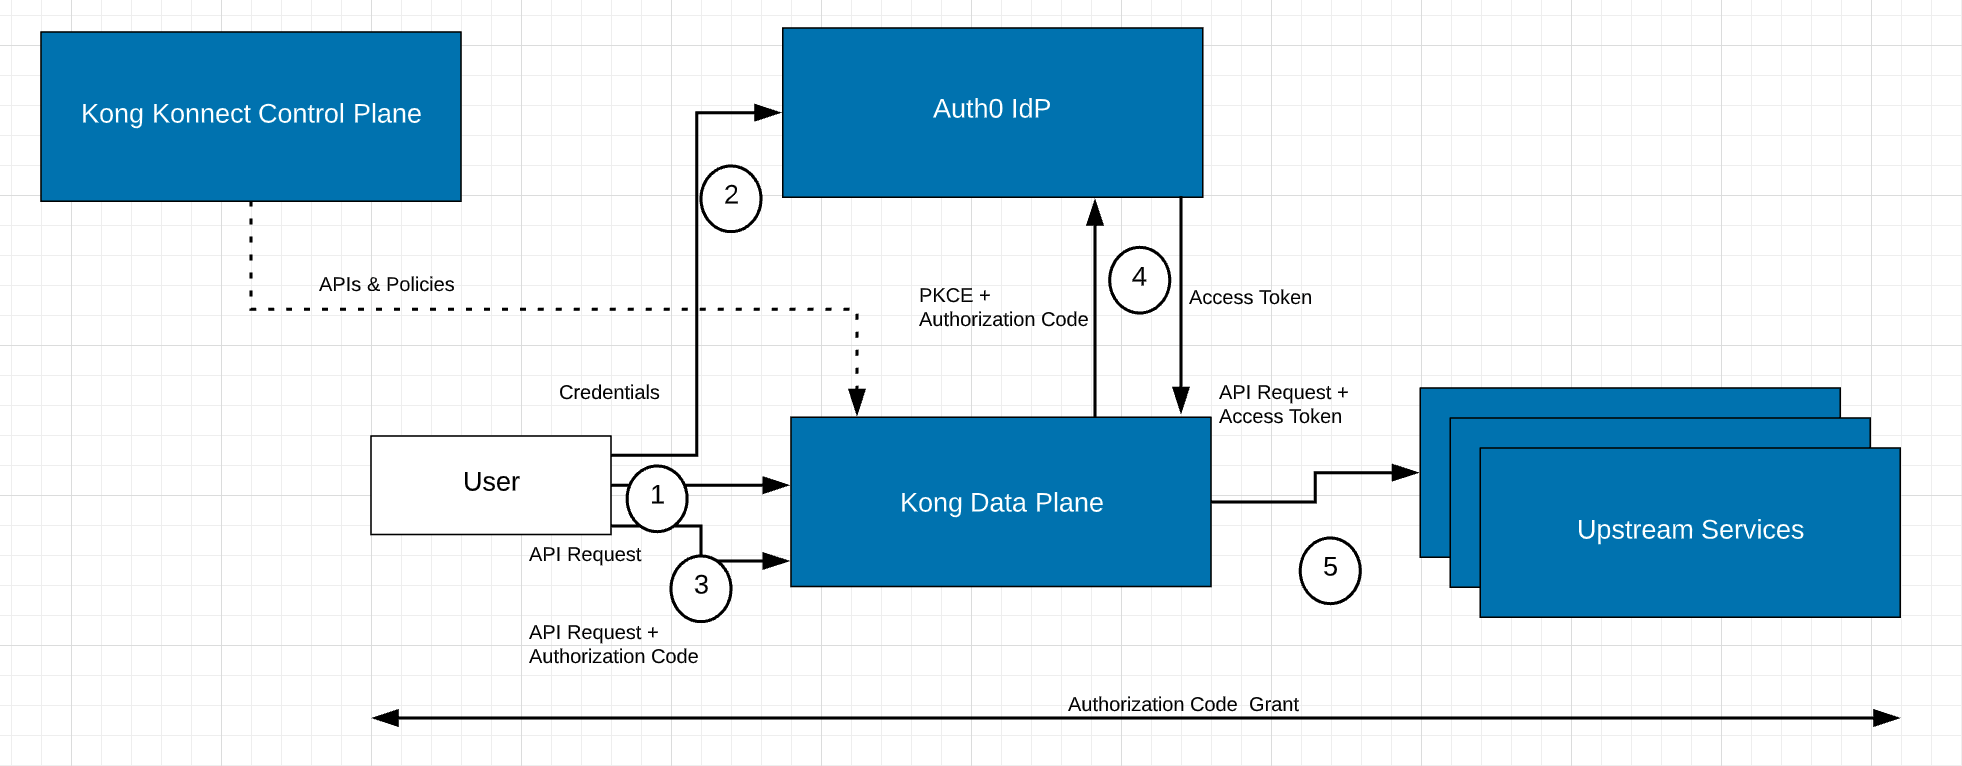 Kong Konnect Control Plane
Auth0 IdP
2
APIs & Policies
4
PKCE +
Authorization Code
Access Token
Credentials
API Request +
Access Token
User
1
Kong Data Plane
Upstream Services
API Request
3
5
API Request +
Authorization Code
Authorization Code  Grant